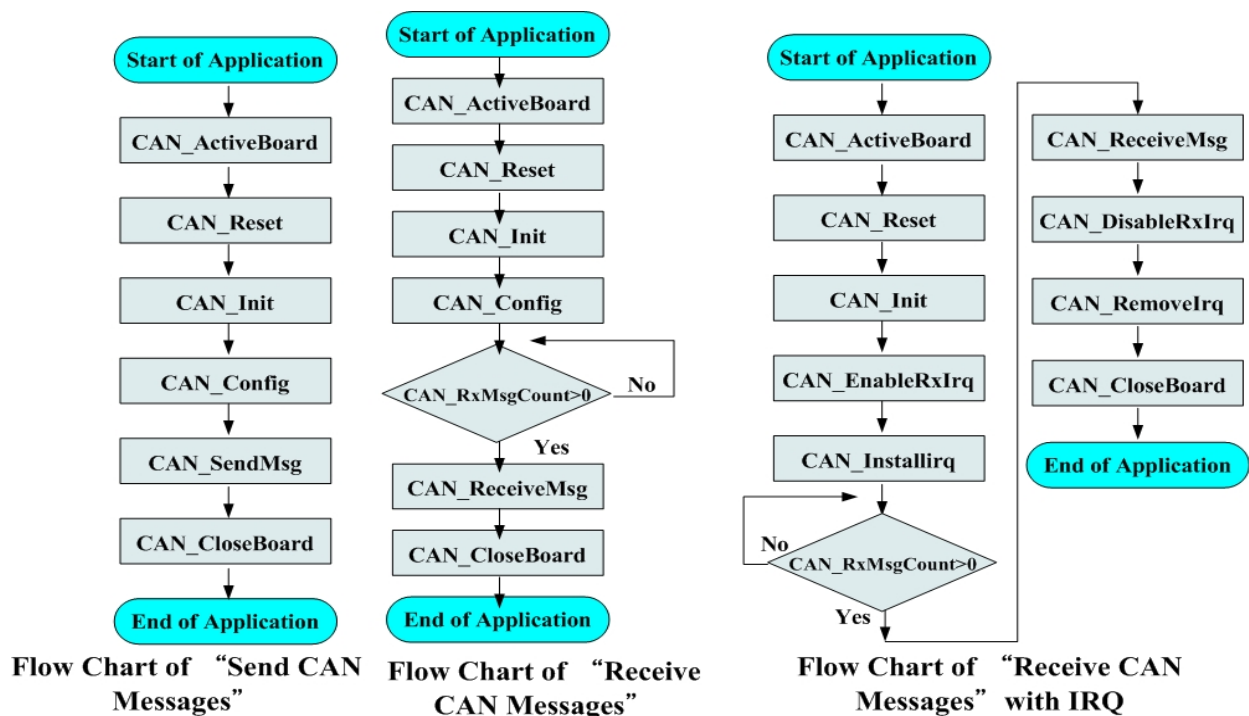 Start of Application
CAN_ActiveBoard
CAN_Reset
CAN_Init
CAN_Config
CAN_SendMsg
CAN_CloseBoard
End of Application
Flow Chart of “Send CAN
Messages”
Start of Application
CAN_ActiveBoard
CAN_Reset
CAN_Init
CAN_Config
CAN_RxMsgCount>0
No
Yes
CAN_ReceiveMsg
CAN_CloseBoard
End of Application
Flow Chart of “Receive
CAN Messages”
Start of Application
CAN_ActiveBoard
CAN_Reset
CAN_Init
CAN_EnableRxIrq
CAN_Installirq
No
CAN_RxMsgCount>0
Yes
CAN_ReceiveMsg
CAN_DisableRxIrq
CAN_RemoveIrq
CAN_CloseBoard
End of Application
Flow Chart of “Receive CAN
Messages” with IRQ